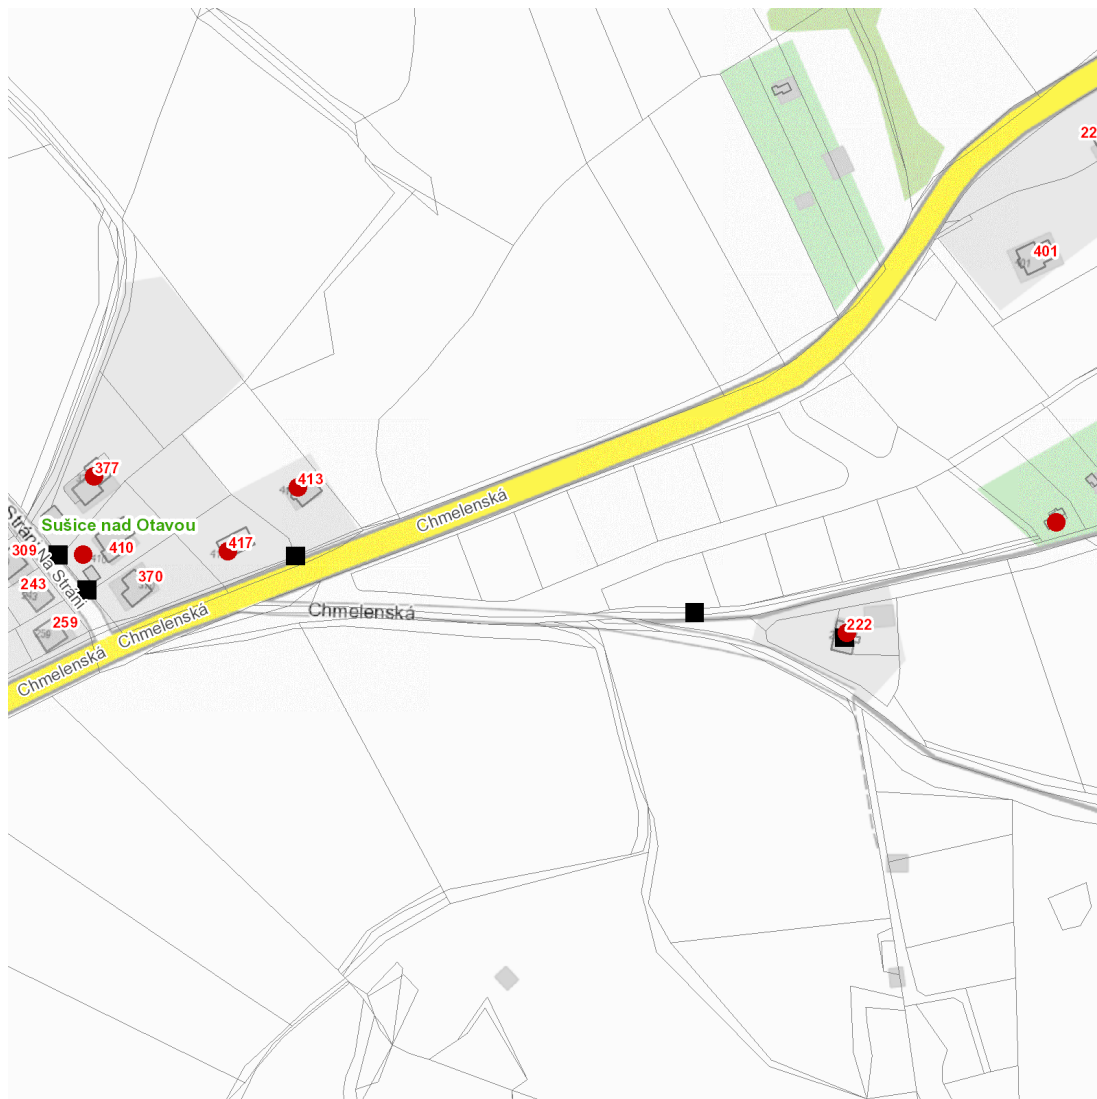 22
401
377
413
Sušice nad Otavou
Chmelenská
Stráni
Na Stráni
309
410
417
243
370
259
Chmelenská
Chmelenská
Chmelenská
222